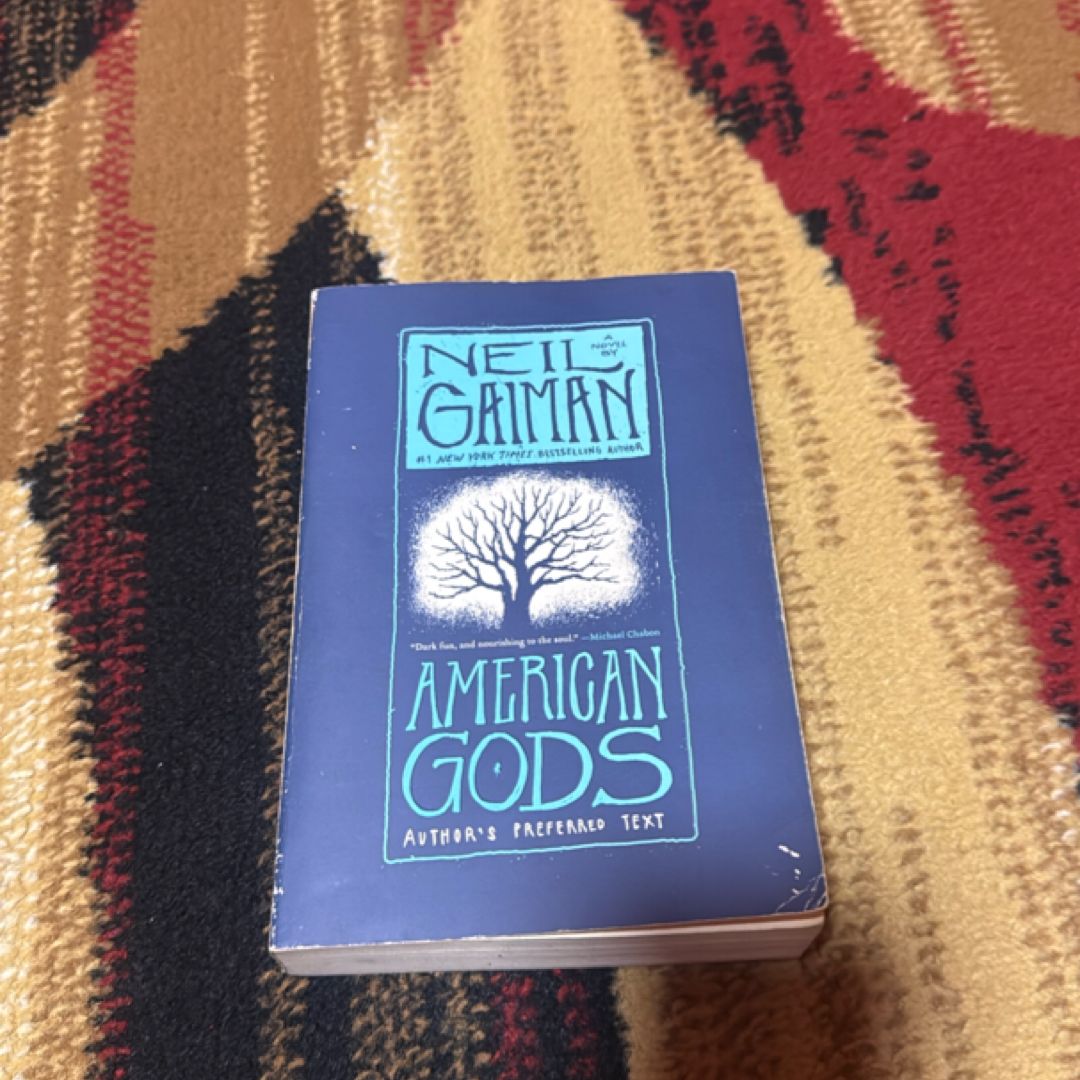 NEIL
A
NOVEL
BY
GAIMAN
#1 NEW YORK TIMES BESTSELLING AUTHOR
“Dark fun, and nourishing to the soul.” —Michael Chabon
AMERICAN
GODS
AUTHOR'S PREFERRED TEXT